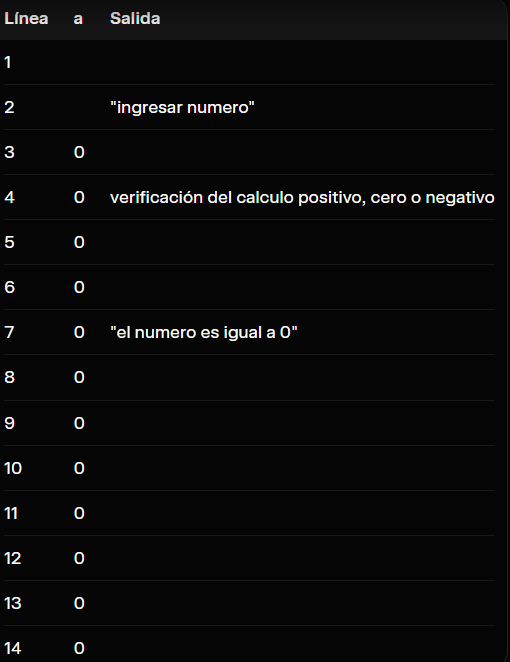 Línea a Salida
1
2 "ingresar numero"
3 0
4 0 verificación del calculo positivo, cero o negativo
5 0
6 0
7 0 "el numero es igual a 0"
8 0
9 0
10 0
11 0
12 0
13 0
14 0